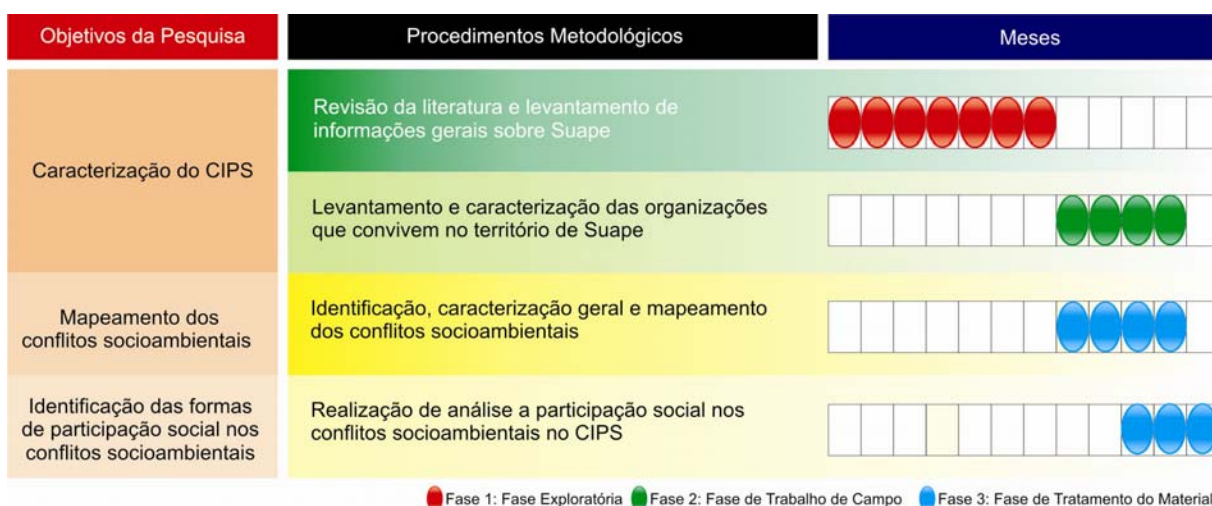 Objetivos da Pesquisa
Procedimentos Metodológicos
Meses
Caracterização do CIPS
Revisão da literatura e levantamento de
informações gerais sobre Suape
Levantamento e caracterização das organizações
que convivem no território de Suape
Mapeamento dos
conflitos socioambientais
Identificação, caracterização geral e mapeamento
dos conflitos socioambientais
Identificação das formas
de participação social nos
conflitos socioambientais
Realização de análise a participação social nos
conflitos socioambientais no CIPS
Fase 1: Fase Exploratória Fase 2: Fase de Trabalho de Campo Fase 3: Fase de Tratamento do Material